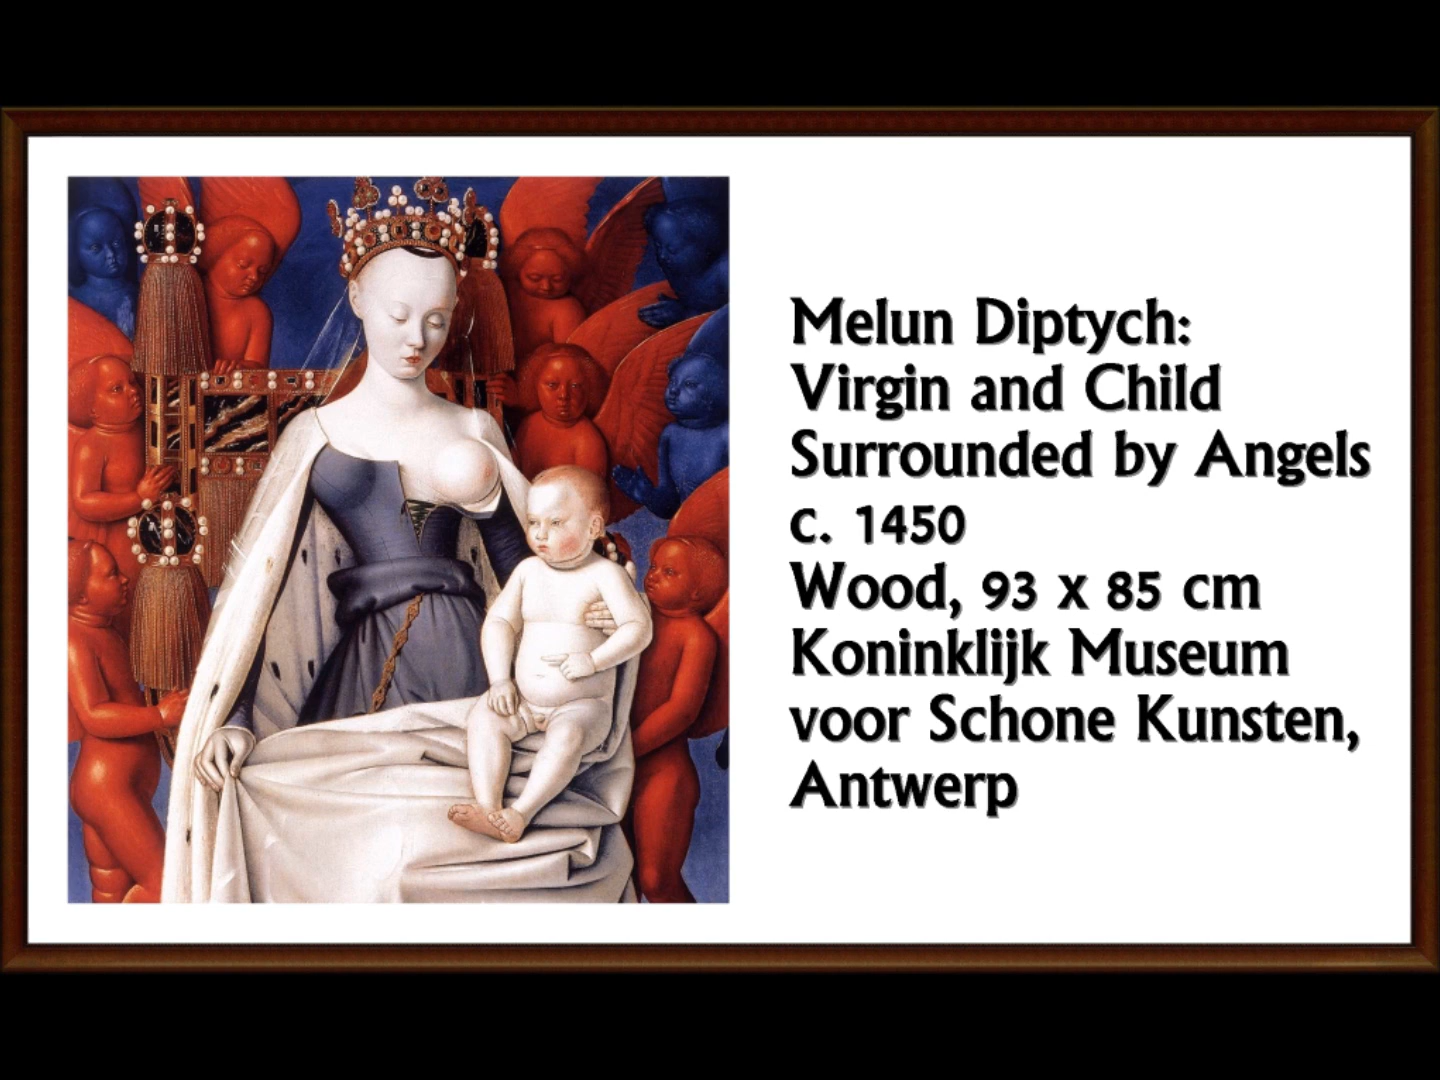 Melun Diptych:
Virgin and Child
Surrounded by Angels
c. 1450
Wood, 93 x 85 cm
Koninklijk Museum
voor Schone Kunsten,
Antwerp